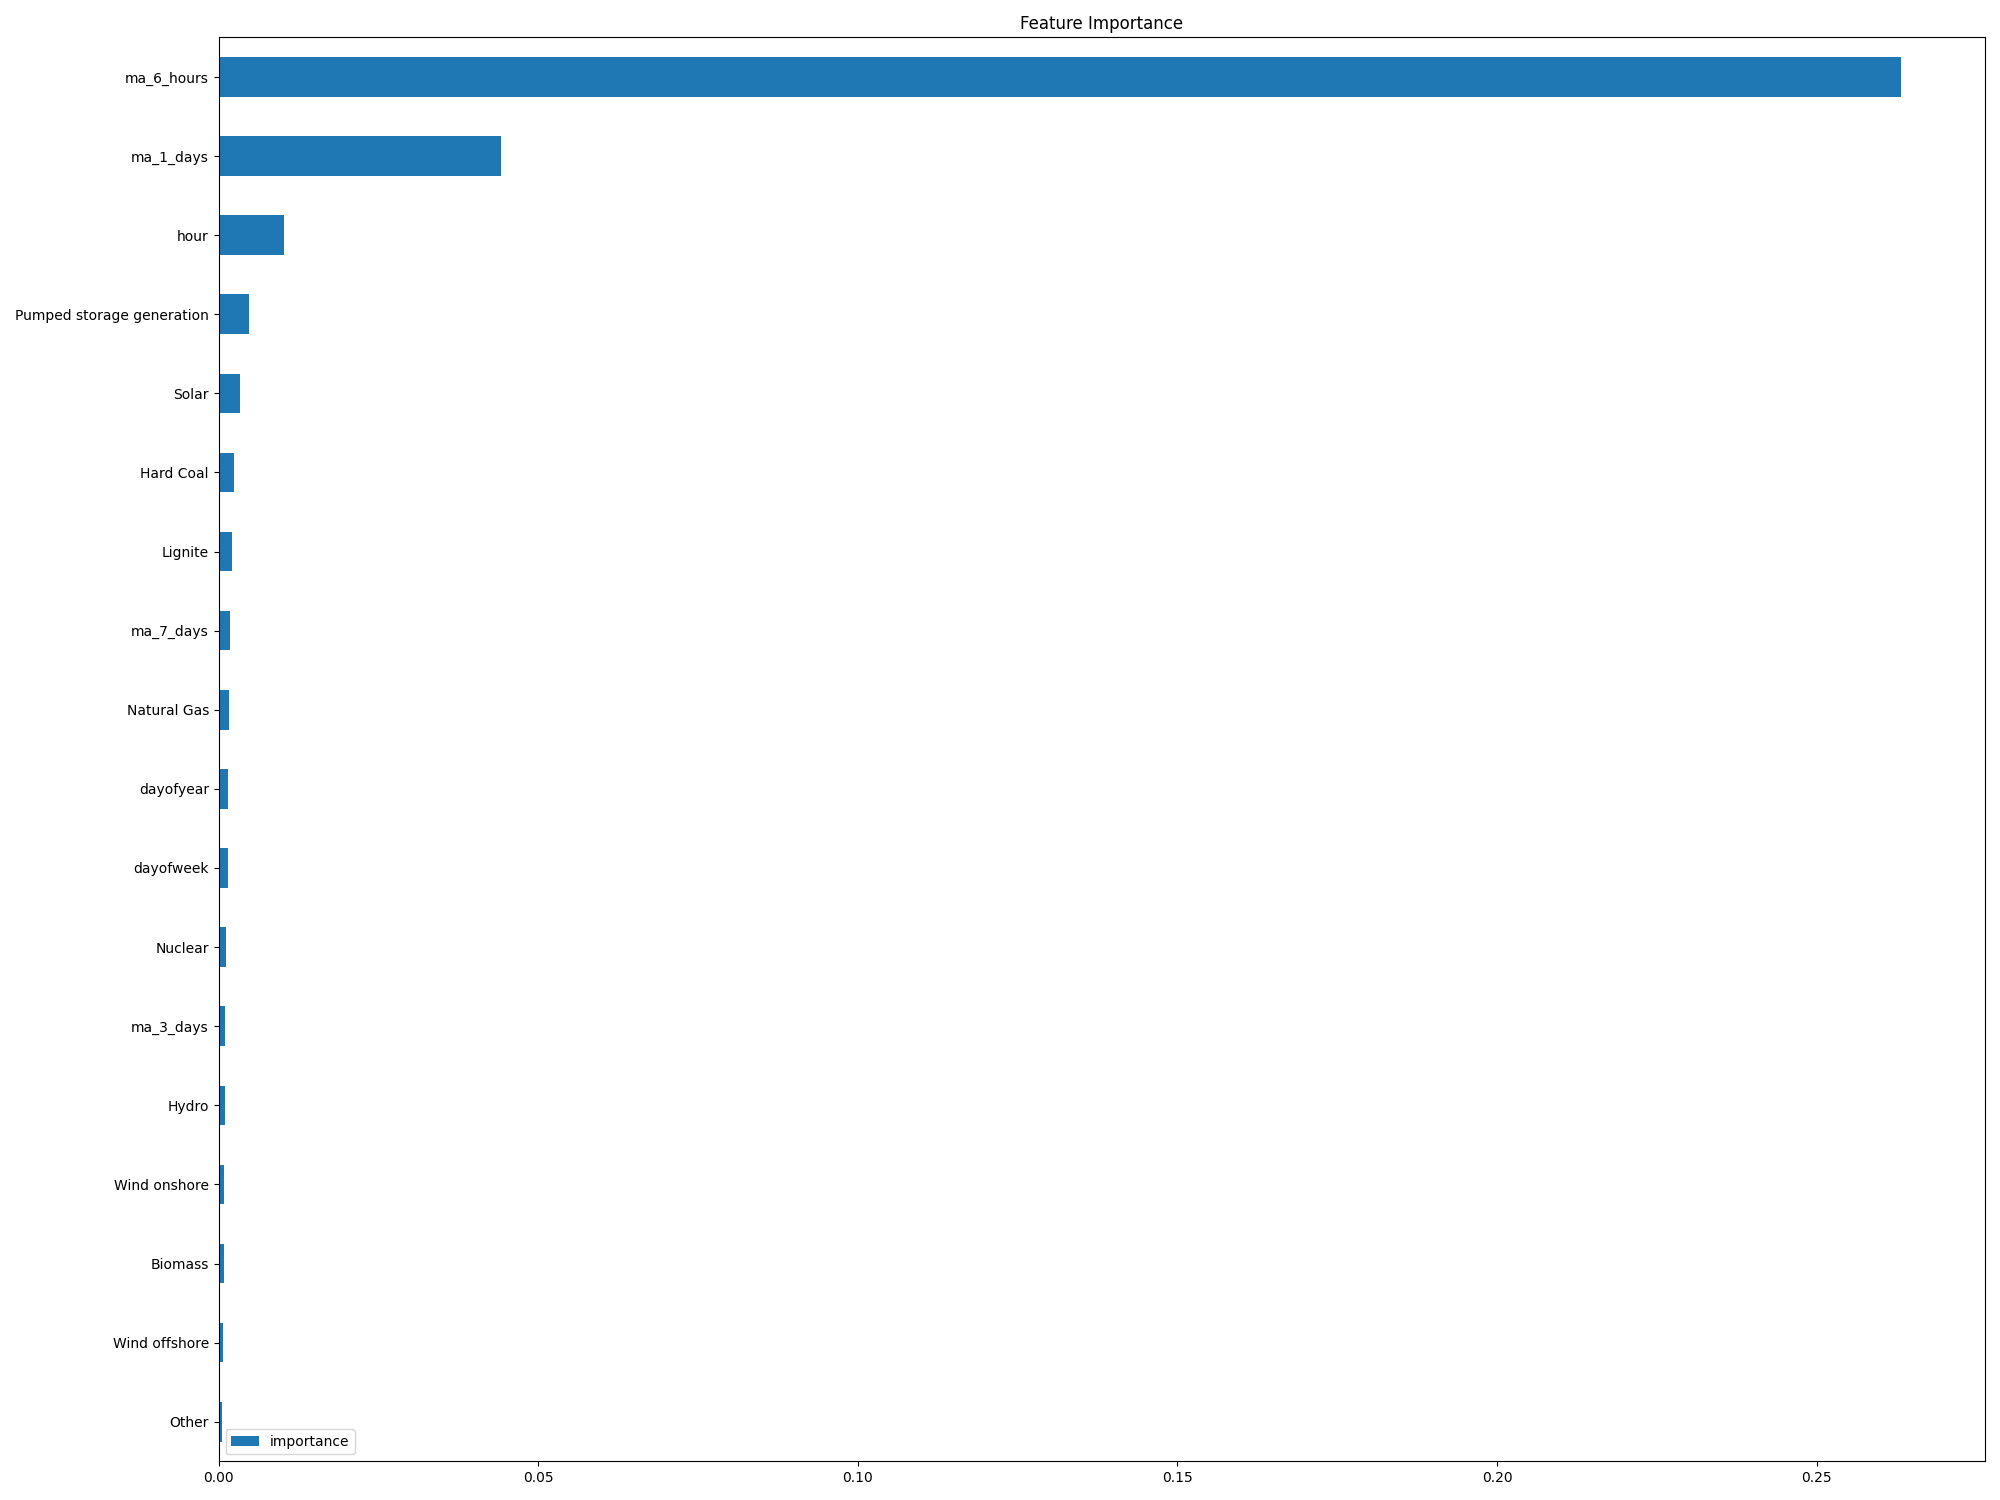 Feature Importance
ma_6_hours
ma_1_days
hour
Pumped storage generation
Solar
Hard Coal
Lignite
ma_7_days
Natural Gas
dayofyear
dayofweek
Nuclear
ma_3_days
Hydro
Wind onshore
Biomass
Wind offshore
Other
importance
0.00 0.05 0.10 0.15 0.20 0.25